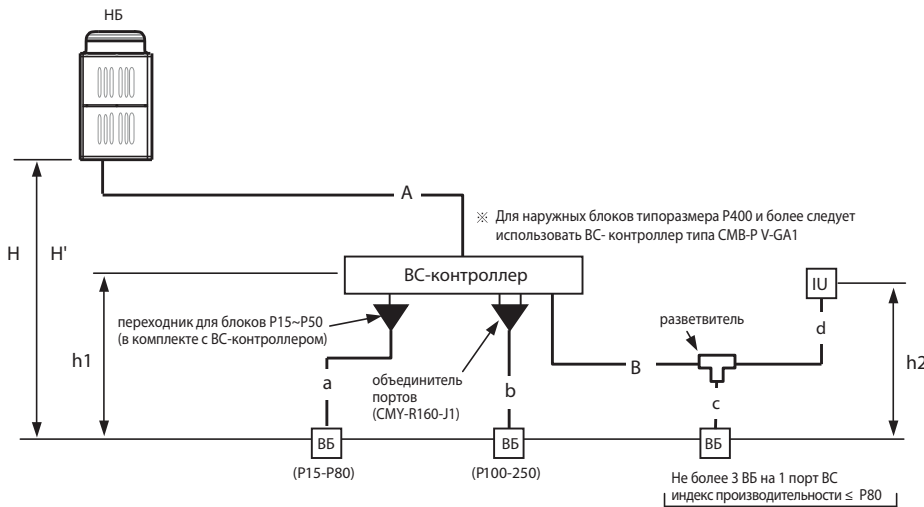 НБ
А
※ Для наружных блоков типоразмера P400 и более следует
использовать BC- контроллер типа CMB-P V-GA1
H
H'
BC-контроллер
IU
переходник для блоков P15~P50
(в комплекте с BC-контроллером)
разветвитель
d
h1
h2
a
объединитель
портов
(CMY-R160-J1)
b
B
c
ВБ
ВБ
ВБ
(P15-P80)
(P100-250)
Не более 3 ВБ на 1 порт BC
индекс производительности ≤ P80